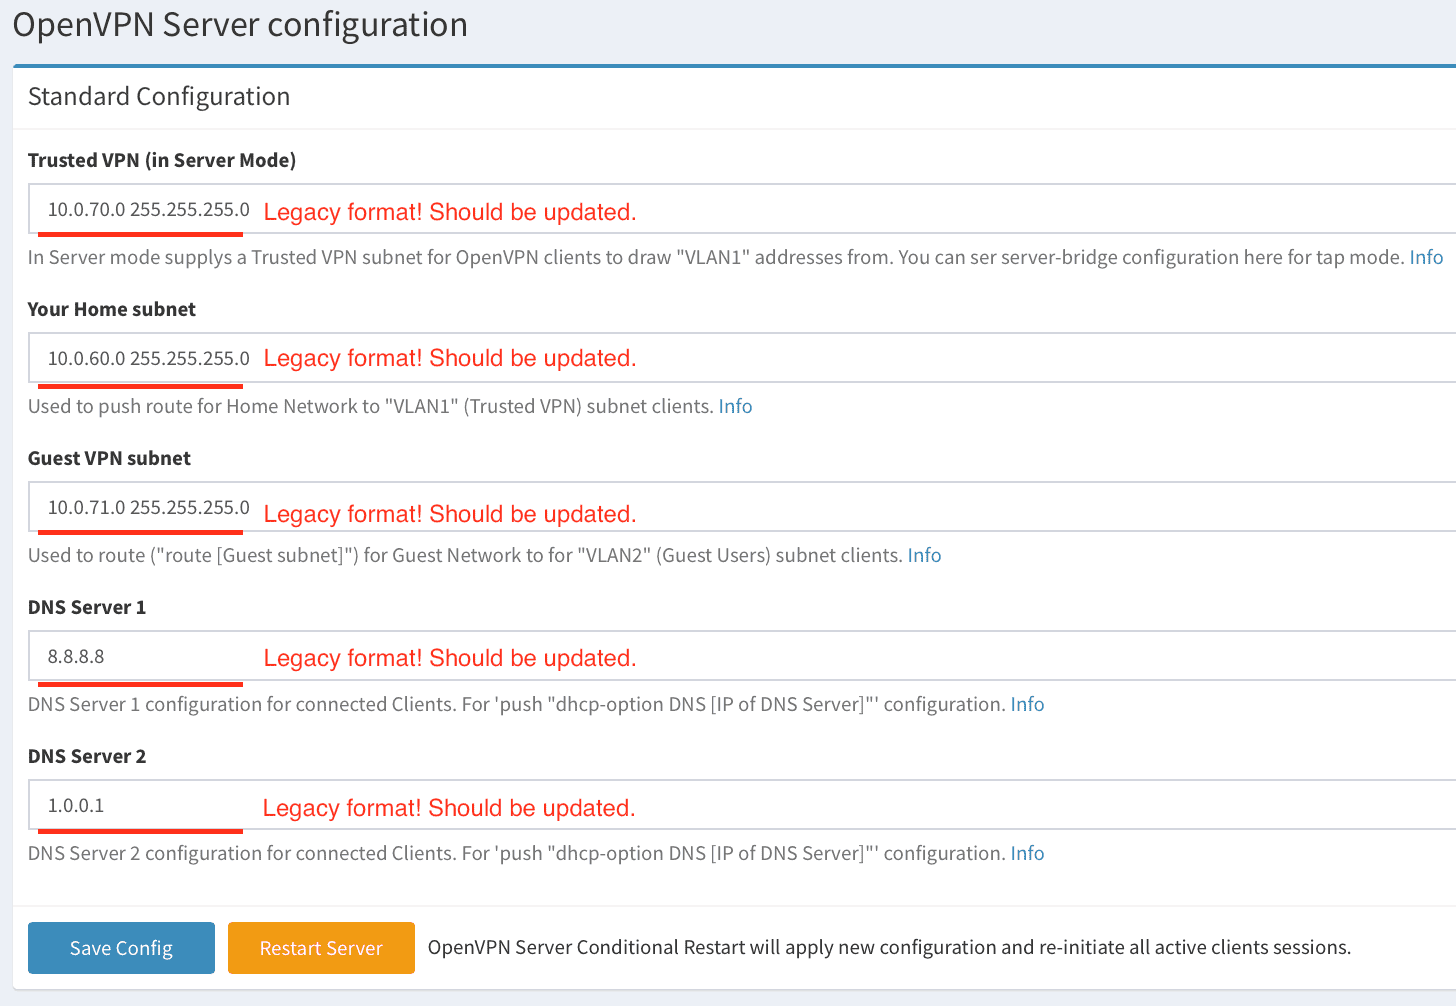 OpenVPN Server configuration
Standard Configuration
Trusted VPN (in Server Mode)
10.0.70.0 255.255.255.0 Legacy format! Should be updated.
In Server mode supplys a Trusted VPN subnet for OpenVPN clients to draw "VLAN1" addresses from. You can ser server-bridge configuration here for tap mode. Info
Your Home subnet
10.0.60.0 255.255.255.0 Legacy format! Should be updated.
Used to push route for Home Network to "VLAN1" (Trusted VPN) subnet clients. Info
Guest VPN subnet
10.0.71.0 255.255.255.0 Legacy format! Should be updated.
Used to route ("route [Guest subnet]") for Guest Network to for "VLAN2" (Guest Users) subnet clients. Info
DNS Server 1
8.8.8.8 Legacy format! Should be updated.
DNS Server 1 configuration for connected Clients. For 'push "dhcp-option DNS [IP of DNS Server]"' configuration. Info
DNS Server 2
1.0.0.1 Legacy format! Should be updated.
DNS Server 2 configuration for connected Clients. For 'push "dhcp-option DNS [IP of DNS Server]"' configuration. Info
Save Config Restart Server OpenVPN Server Conditional Restart will apply new configuration and re-initiate all active clients sessions.